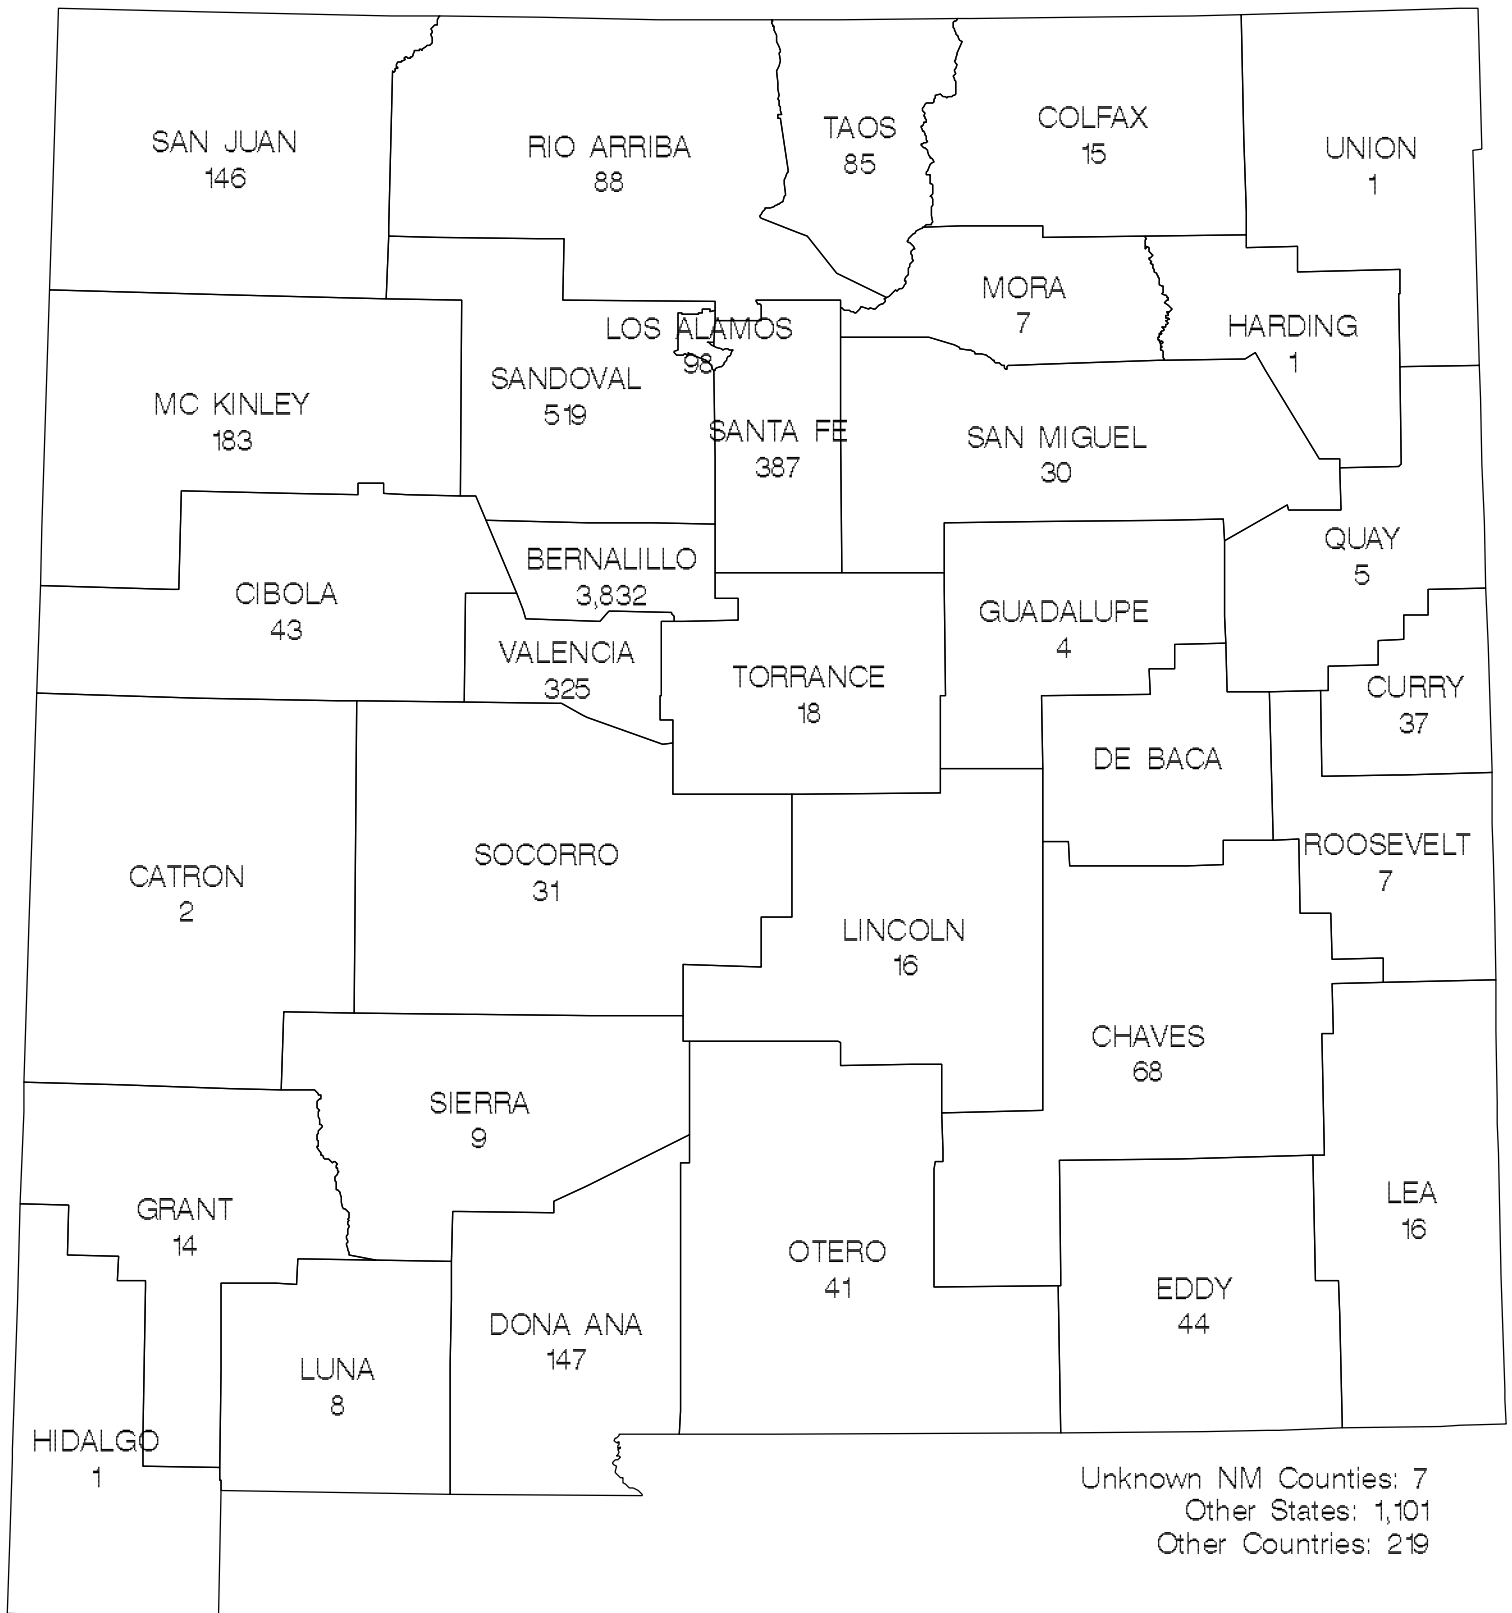 SAN JUAN
146
RIO ARRIBA
88
TAOS
85
COLFAX
15
UNION
1
MORA
7
HARDING
1
LOS ALAMOS
98
SANDOVAL
519
MC KINLEY
183
SANTA FE
387
SAN MIGUEL
30
QUAY
5
BERNALILLO
3,832
CIBOLA
43
GUADALUPE
4
VALENCIA
325
TORRANCE
18
CURRY
37
DE BACA
ROOSEVELT
7
SOCORRO
31
CATRON
2
LINCOLN
16
CHAVES
68
SIERRA
9
GRANT
14
LEA
16
OTERO
41
EDDY
44
DONA ANA
147
LUNA
8
HIDALGO
1
Unknown NM Counties: 7
Other States: 1,101
Other Countries: 219